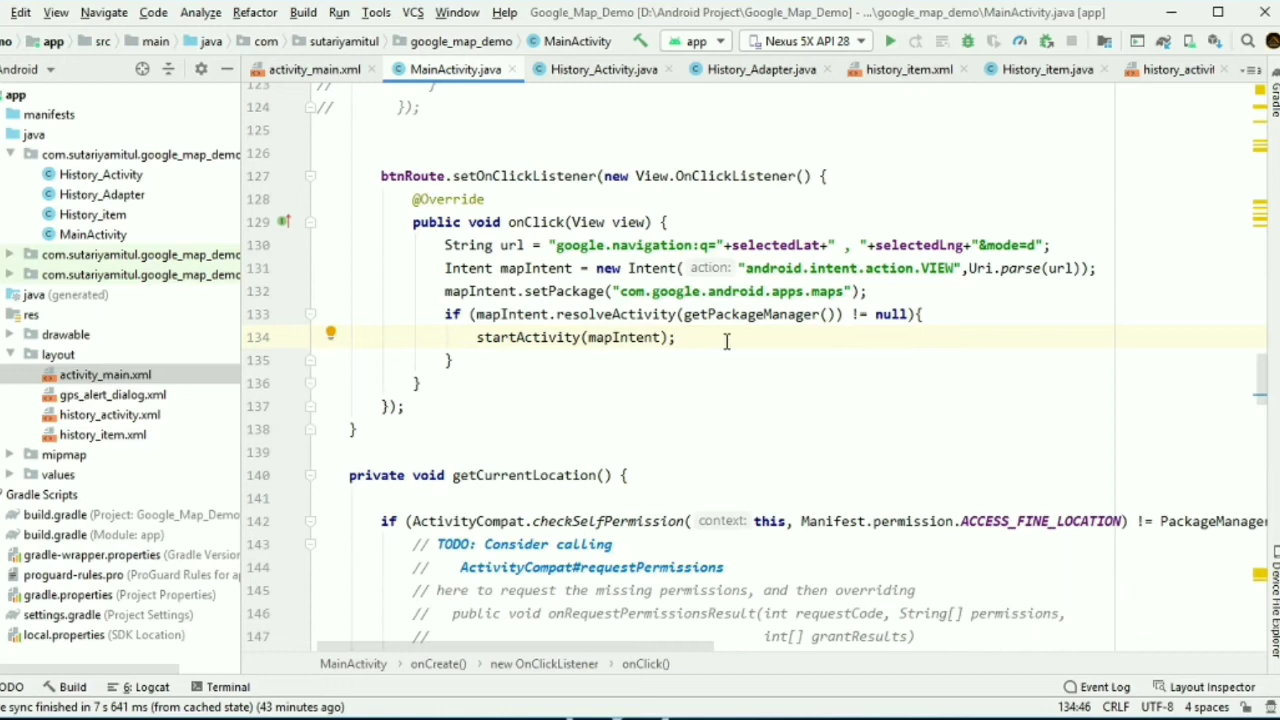 Edit View Navigate Code Analyze Refactor Build Run Tools VCS Window Help Google_Map_Demo [D:\Android Project\Google_Map_Demo] - ...\google_map_demo\MainActivity.java [app]
app src main java com sutariyamitul google_map_demo MainActivity app Nexus 5X API 28
Android activity_main.xml MainActivity.java History_Activity.java History_Adapter.java history_item.xml History_item.java history_activit
app
manifests
java
com.sutariyamitul.google_map_demo
History_Activity
History_Adapter
History_item
MainActivity
com.sutariyamitul.google_map_demo
com.sutariyamitul.google_map_demo
java (generated)
res
drawable
layout
activity_main.xml
gps_alert_dialog.xml
history_activity.xml
history_item.xml
mipmap
values
Gradle Scripts
build.gradle (Project: Google_Map_Demo
build.gradle (Module: app)
gradle-wrapper.properties (Gradle Version
proguard-rules.pro (ProGuard Rules for ap
gradle.properties (Project Properties)
settings.gradle (Project Settings)
local.properties (SDK Location)
123 // }
124 // });
125
126
127 btnRoute.setOnClickListener(new View.OnClickListener() {
128 @Override
129 public void onClick(View view) {
130 String url = "google.navigation:q="+selectedLat+" , "+selectedLng+"&mode=d";
131 Intent mapIntent = new Intent( action: "android.intent.action.VIEW",Uri.parse(url));
132 mapIntent.setPackage("com.google.android.apps.maps");
133 if (mapIntent.resolveActivity(getPackageManager()) != null){
134 startActivity(mapIntent);
135 }
136 }
137 });
138 }
139
140 private void getCurrentLocation() {
141
142 if (ActivityCompat.checkSelfPermission( context: this, Manifest.permission.ACCESS_FINE_LOCATION) != PackageManager
143 // TODO: Consider calling
144 // ActivityCompat#requestPermissions
145 // here to request the missing permissions, and then overriding
146 // public void onRequestPermissionsResult(int requestCode, String[] permissions,
147 // int[] grantResults)
Gradle
Device File Explorer
MainActivity onCreate() new OnClickListener onClick()
ODO Build 6: Logcat Terminal Event Log Layout Inspector
e sync finished in 7 s 641 ms (from cached state) (43 minutes ago) 134:46 CRLF UTF-8 4 spaces